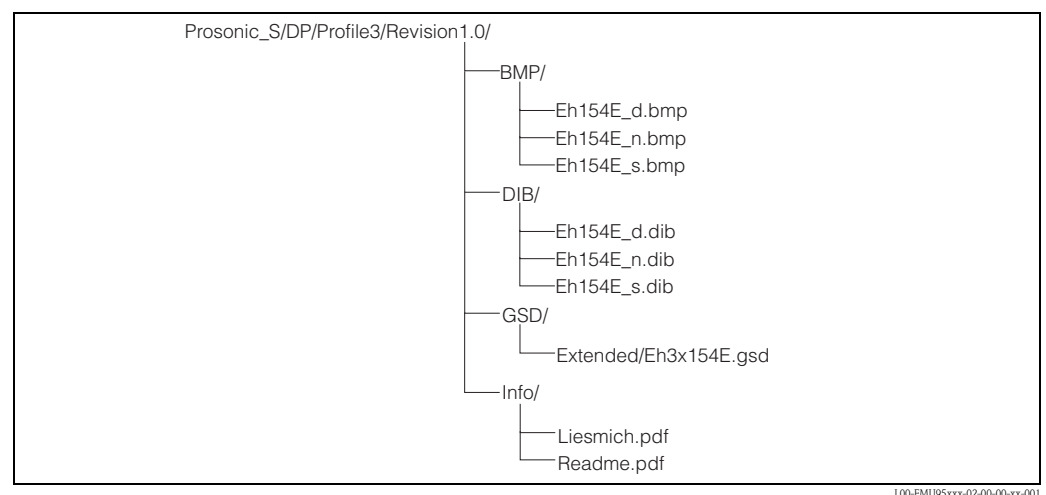 Prosonic_S/DP/Profile3/Revision1.0/
BMP/
Eh154E_d.bmp
Eh154E_n.bmp
Eh154E_s.bmp
DIB/
Eh154E_d.dib
Eh154E_n.dib
Eh154E_s.dib
GSD/
Extended/Eh3x154E.gsd
Info/
Liesmich.pdf
Readme.pdf
L00-FMU95xxx-02-00-00-xx-001